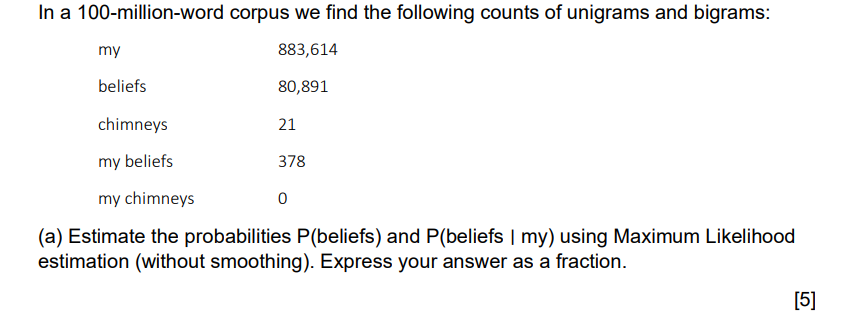 In a 100-million-word corpus we find the following counts of unigrams and bigrams:
my 883,614
beliefs 80,891
chimneys 21
my beliefs 378
my chimneys 0
(a) Estimate the probabilities P(beliefs) and P(beliefs | my) using Maximum Likelihood
estimation (without smoothing). Express your answer as a fraction.
[5]